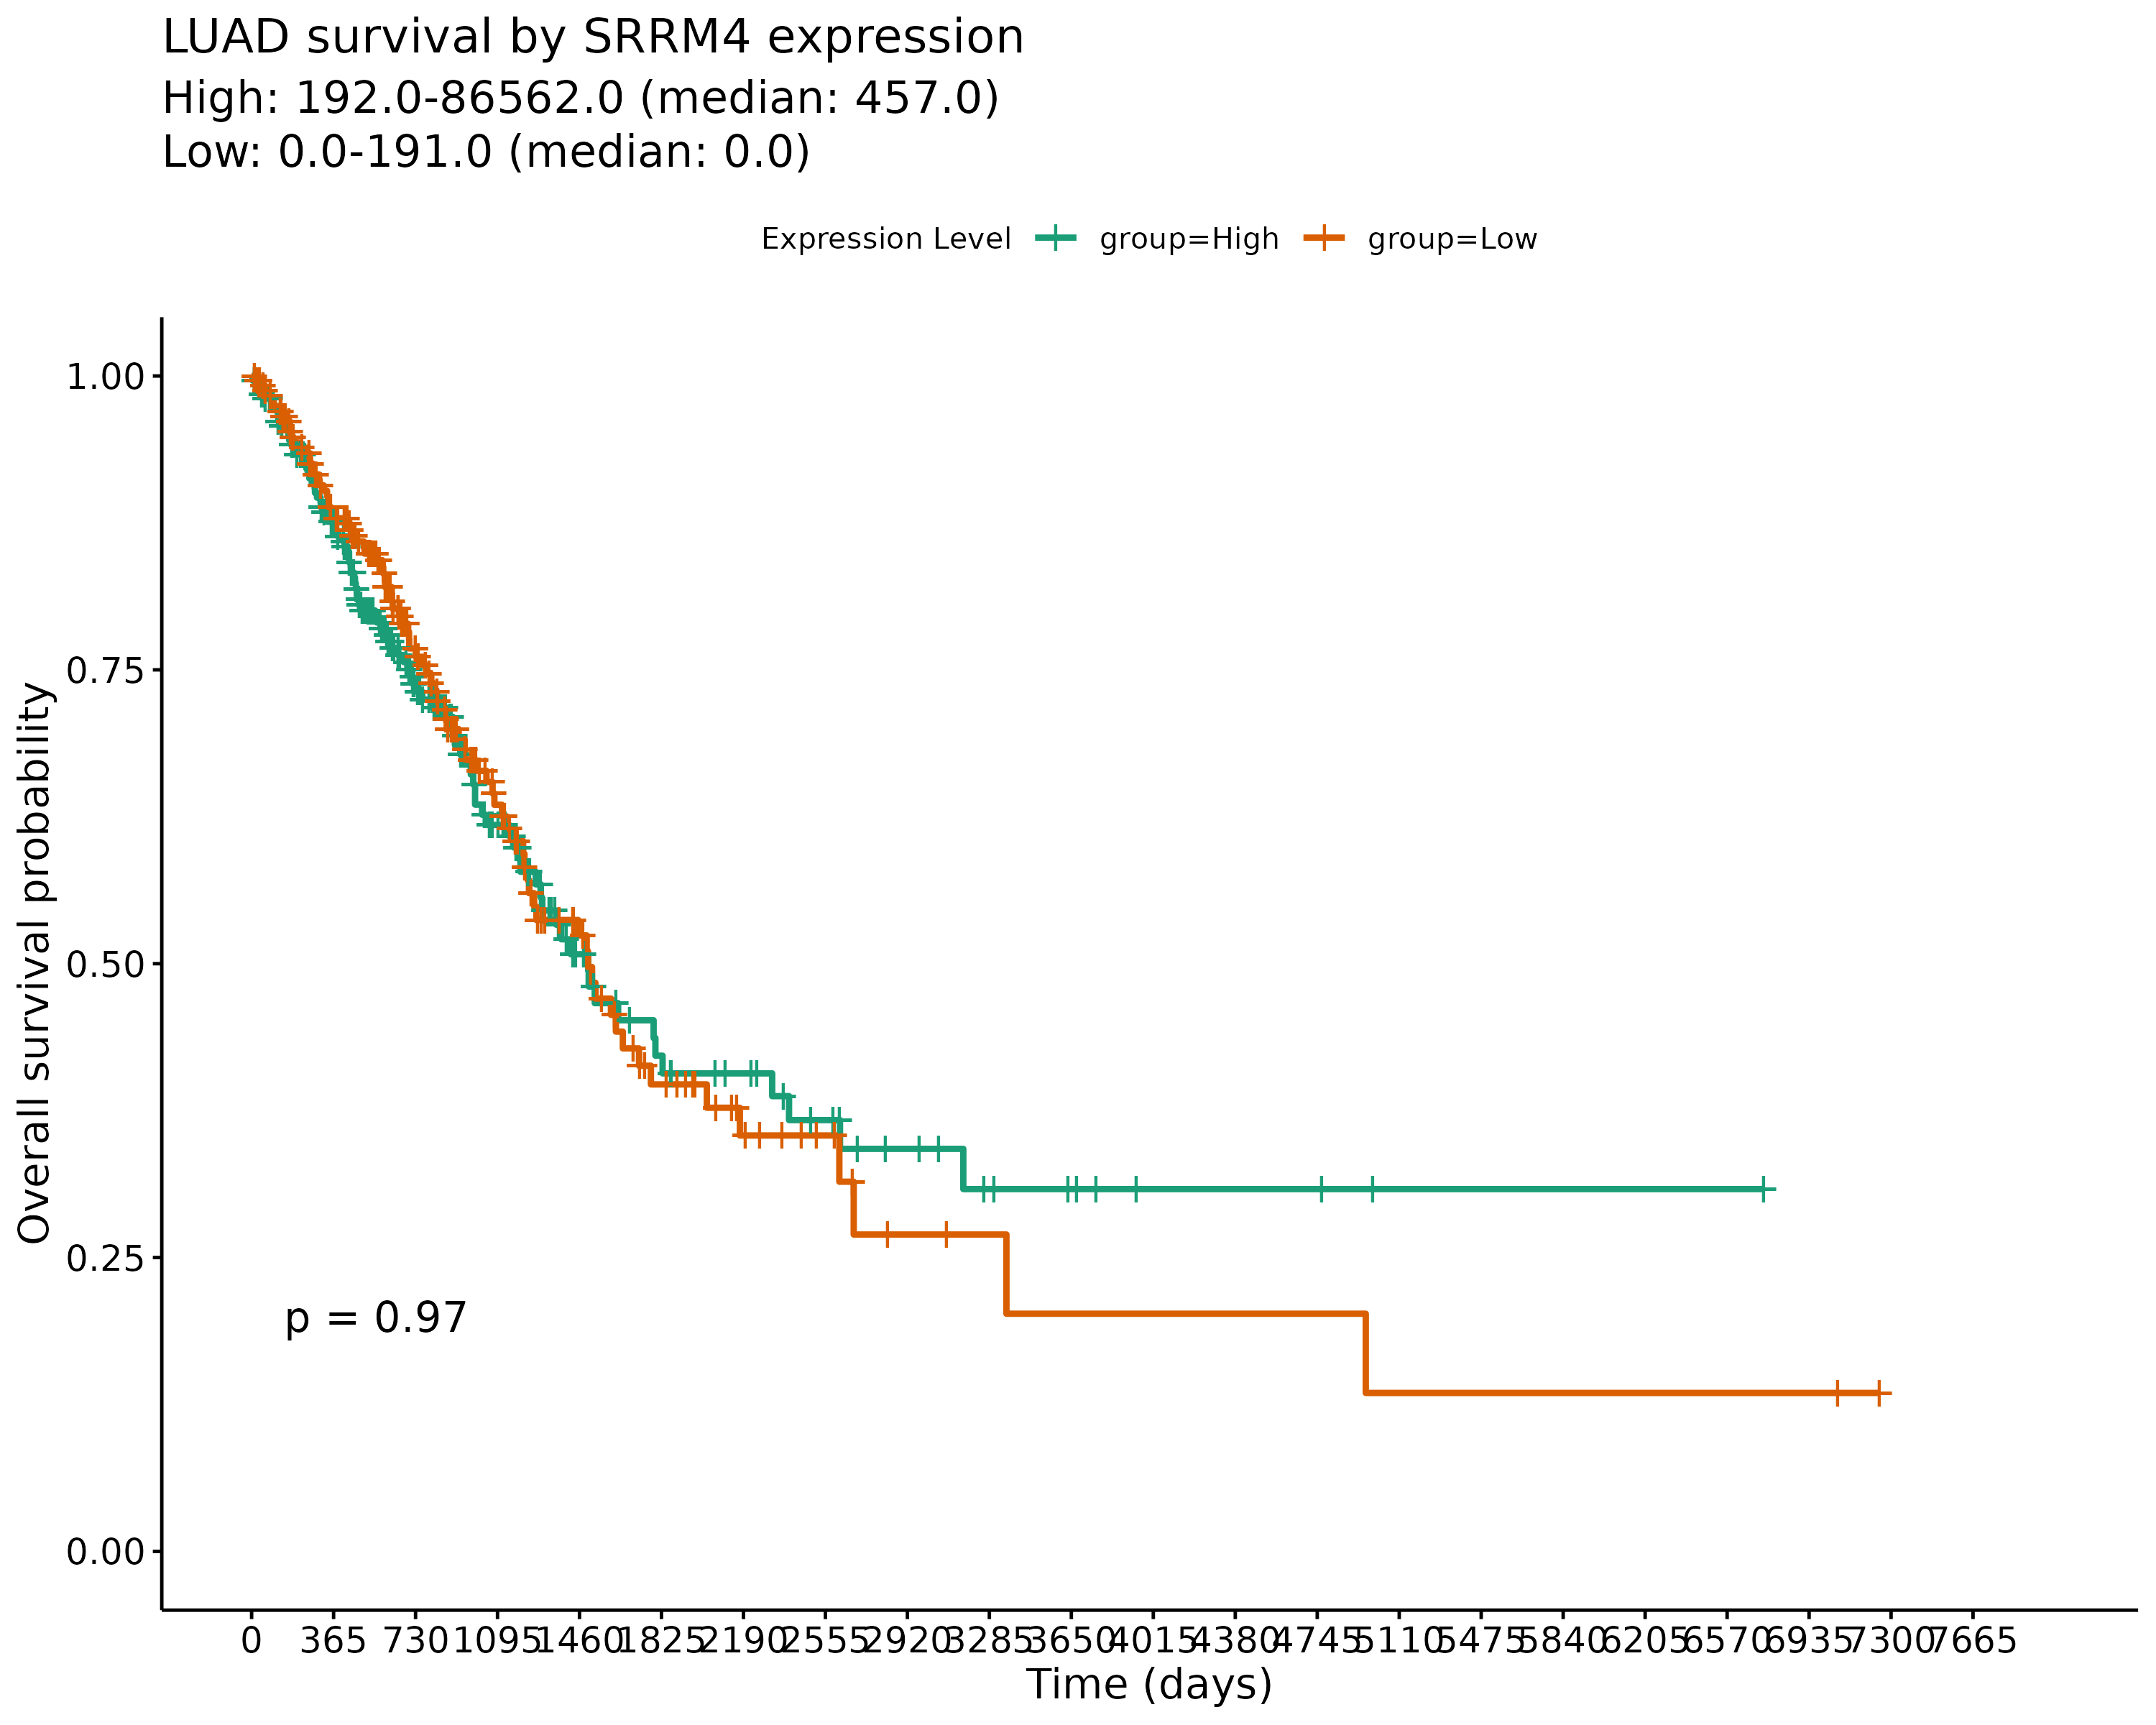 LUAD survival by SRRM4 expression
High: 192.0-86562.0 (median: 457.0)
Low: 0.0-191.0 (median: 0.0)
Expression Level group=High group=Low
Overall survival probability
1.00
0.75
0.50
0.25
0.00
p = 0.97
0 365 730 1095 1460 1825 2190 2555 2920 3285 3650 4015 4380 4745 5110 5475 5840 6205 6570 6935 7300 7665
Time (days)